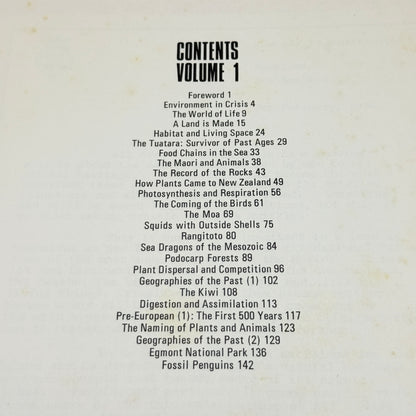 CONTENTS
VOLUME 1
Foreword 1
Environment in Crisis 4
The World of Life 9
A Land is Made 15
Habitat and Living Space 24
The Tuatara: Survivor of Past Ages 29
Food Chains in the Sea 33
The Maori and Animals 38
The Record of the Rocks 43
How Plants Came to New Zealand 49
Photosynthesis and Respiration 56
The Coming of the Birds 61
The Moa 69
Squids with Outside Shells 75
Rangitoto 80
Sea Dragons of the Mesozoic 84
Podocarp Forests 89
Plant Dispersal and Competition 96
Geographies of the Past (1) 102
The Kiwi 108
Digestion and Assimilation 113
Pre-European (1): The First 500 Years 117
The Naming of Plants and Animals 123
Geographies of the Past (2) 129
Egmont National Park 136
Fossil Penguins 142